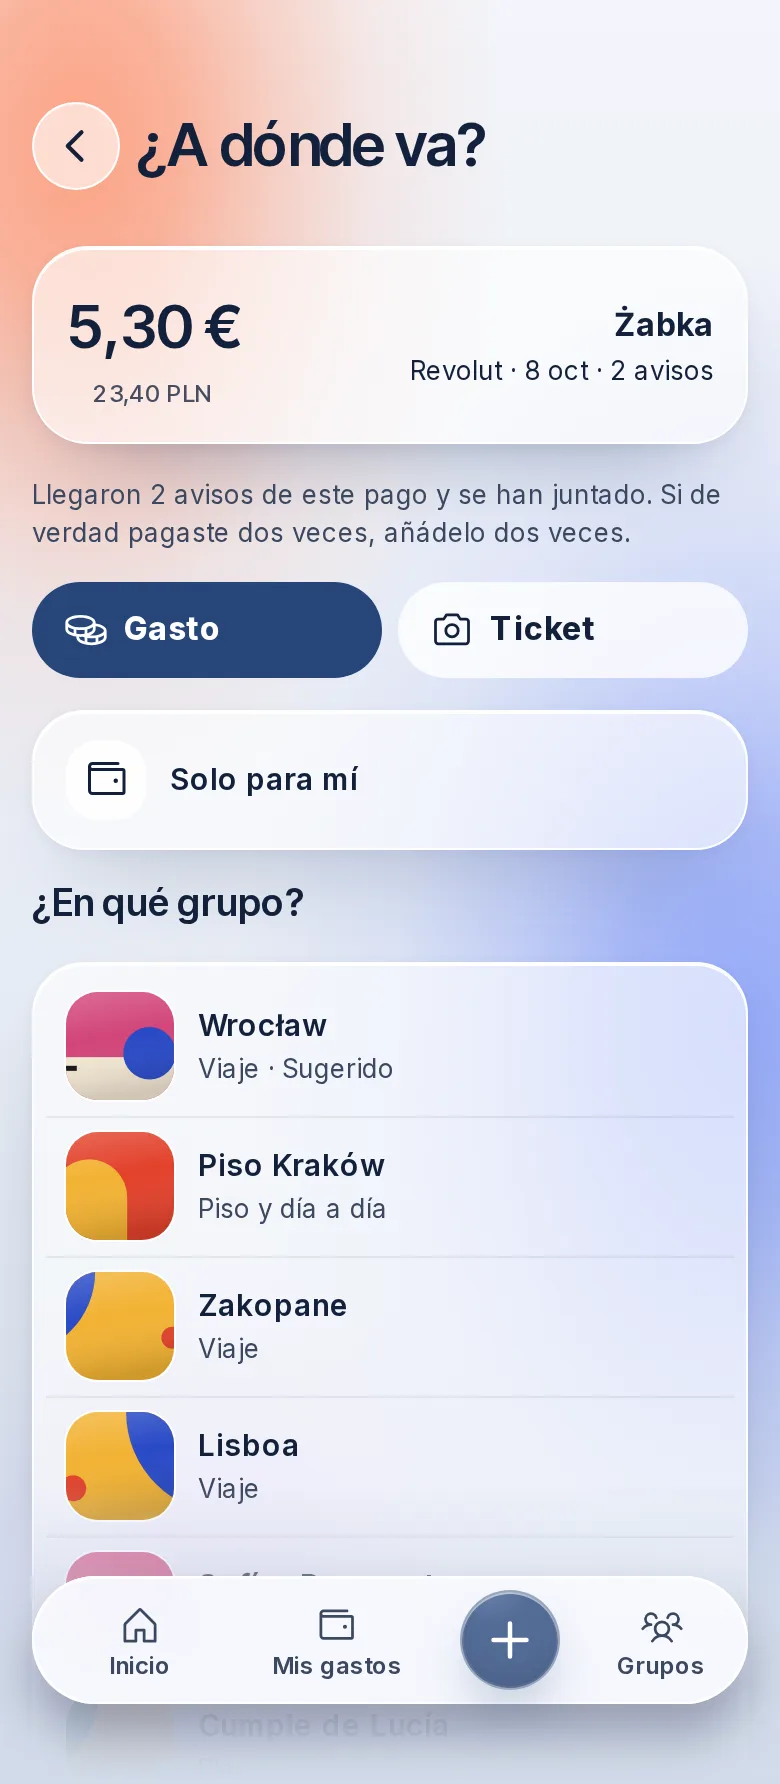 ¿A dónde va?
5,30 €
23,40 PLN
Żabka
Revolut · 8 oct · 2 avisos
Llegaron 2 avisos de este pago y se han juntado. Si de
verdad pagaste dos veces, añádelo dos veces.
Gasto
Ticket
Solo para mí
¿En qué grupo?
Wrocław
Viaje · Sugerido
Piso Kraków
Piso y día a día
Zakopane
Viaje
Lisboa
Viaje
Inicio
Mis gastos
Grupos
Cumple de Lucía